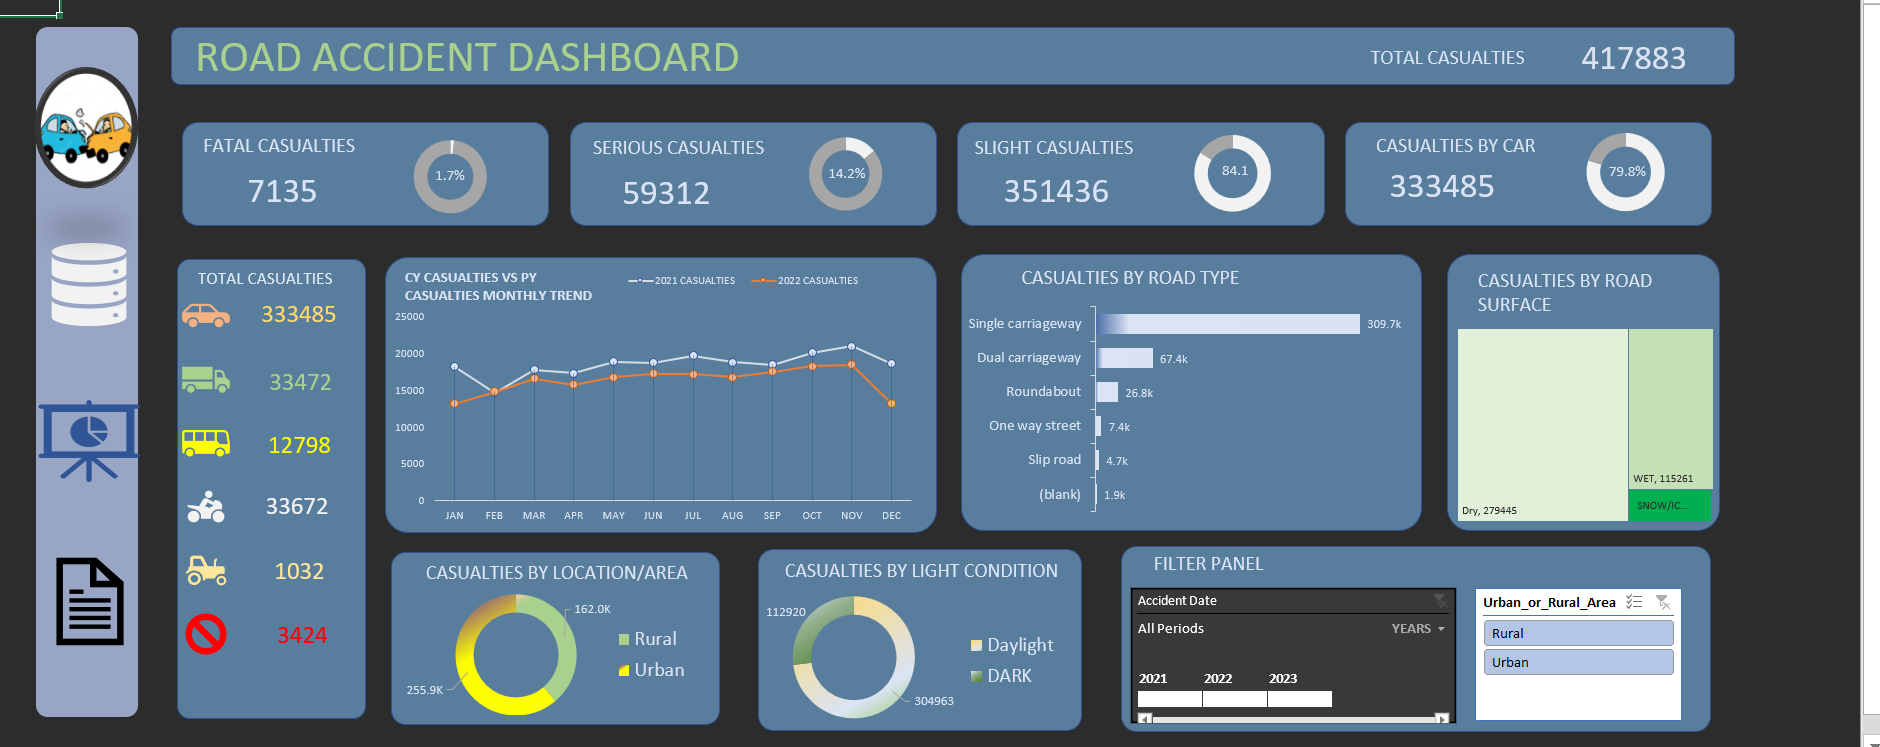 ROAD ACCIDENT DASHBOARD
TOTAL CASUALTIES 417883
FATAL CASUALTIES
7135
1.7%
SERIOUS CASUALTIES
59312
14.2%
SLIGHT CASUALTIES
351436
84.1
CASUALTIES BY CAR
333485
79.8%
TOTAL CASUALTIES
333485
33472
12798
33672
1032
3424
CY CASUALTIES VS PY
CASUALTIES MONTHLY TREND
2021 CASUALTIES
2022 CASUALTIES
25000
20000
15000
10000
5000
0
JAN FEB MAR APR MAY JUN JUL AUG SEP OCT NOV DEC
CASUALTIES BY ROAD TYPE
Single carriageway 309.7k
Dual carriageway 67.4k
Roundabout 26.8k
One way street 7.4k
Slip road 4.7k
(blank) 1.9k
CASUALTIES BY ROAD
SURFACE
WET, 115261
SNOW/IC...
Dry, 279445
CASUALTIES BY LOCATION/AREA
162.0K
255.9K
Rural
Urban
CASUALTIES BY LIGHT CONDITION
112920
304963
Daylight
DARK
FILTER PANEL
Accident Date
All Periods YEARS
2021 2022 2023
Urban_or_Rural_Area
Rural
Urban